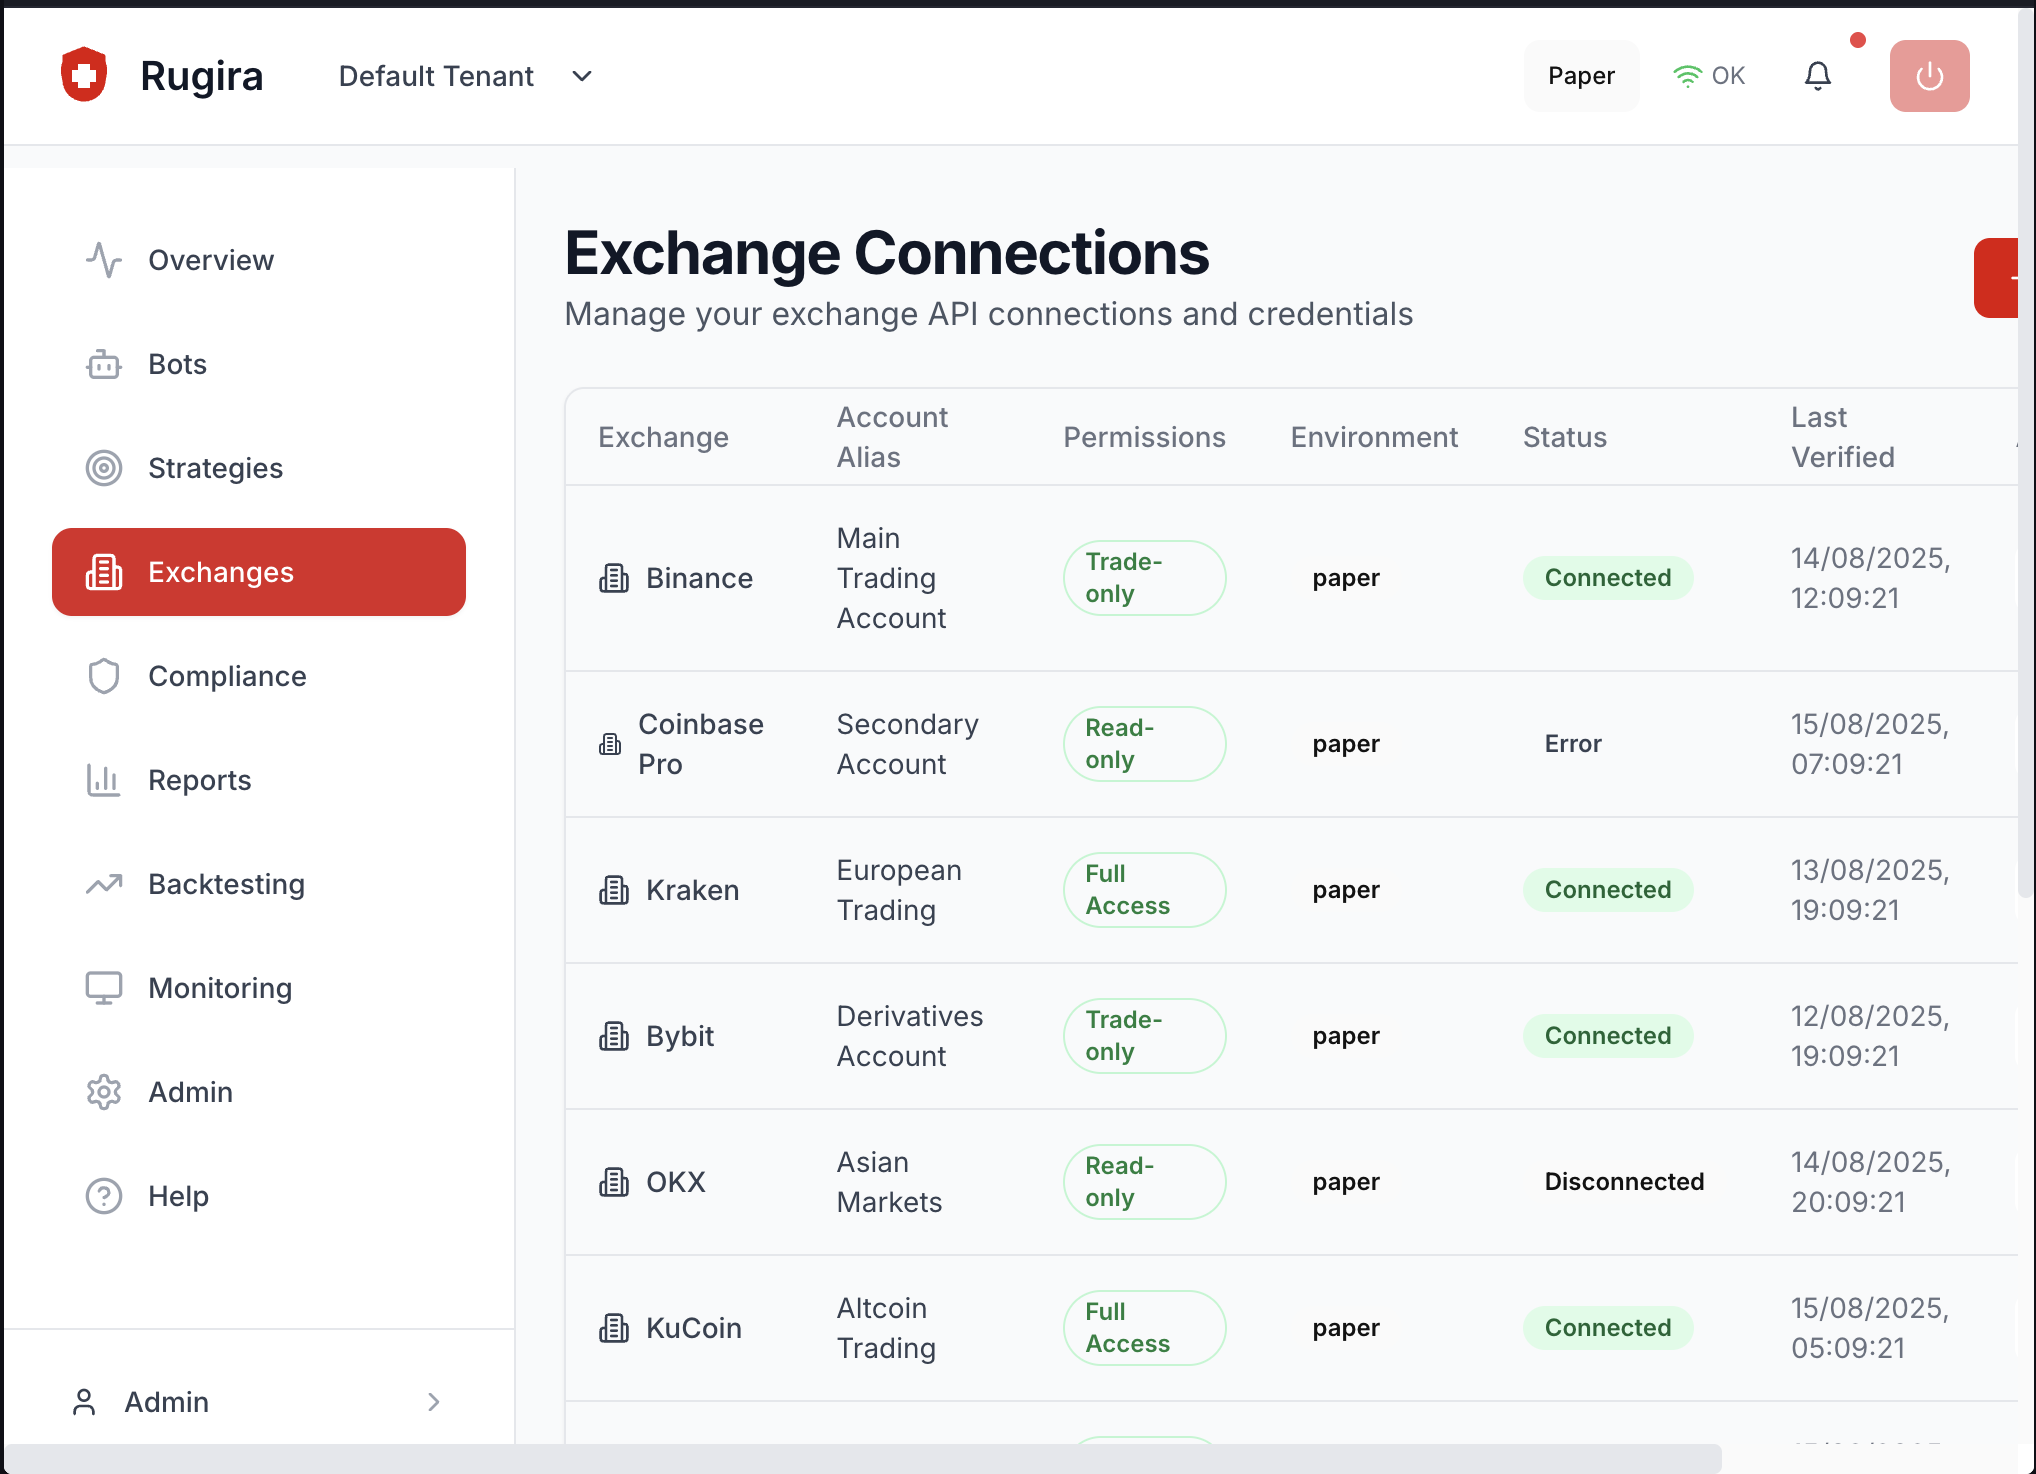 Rugira
Default Tenant
Paper
OK
Overview
Bots
Strategies
Exchanges
Compliance
Reports
Backtesting
Monitoring
Admin
Help
Admin
Exchange Connections
Manage your exchange API connections and credentials
Exchange
Account
Alias
Permissions
Environment
Status
Last
Verified
Binance
Main
Trading
Account
Trade-
only
paper
Connected
14/08/2025,
12:09:21
Coinbase
Pro
Secondary
Account
Read-
only
paper
Error
15/08/2025,
07:09:21
Kraken
European
Trading
Full
Access
paper
Connected
13/08/2025,
19:09:21
Bybit
Derivatives
Account
Trade-
only
paper
Connected
12/08/2025,
19:09:21
OKX
Asian
Markets
Read-
only
paper
Disconnected
14/08/2025,
20:09:21
KuCoin
Altcoin
Trading
Full
Access
paper
Connected
15/08/2025,
05:09:21